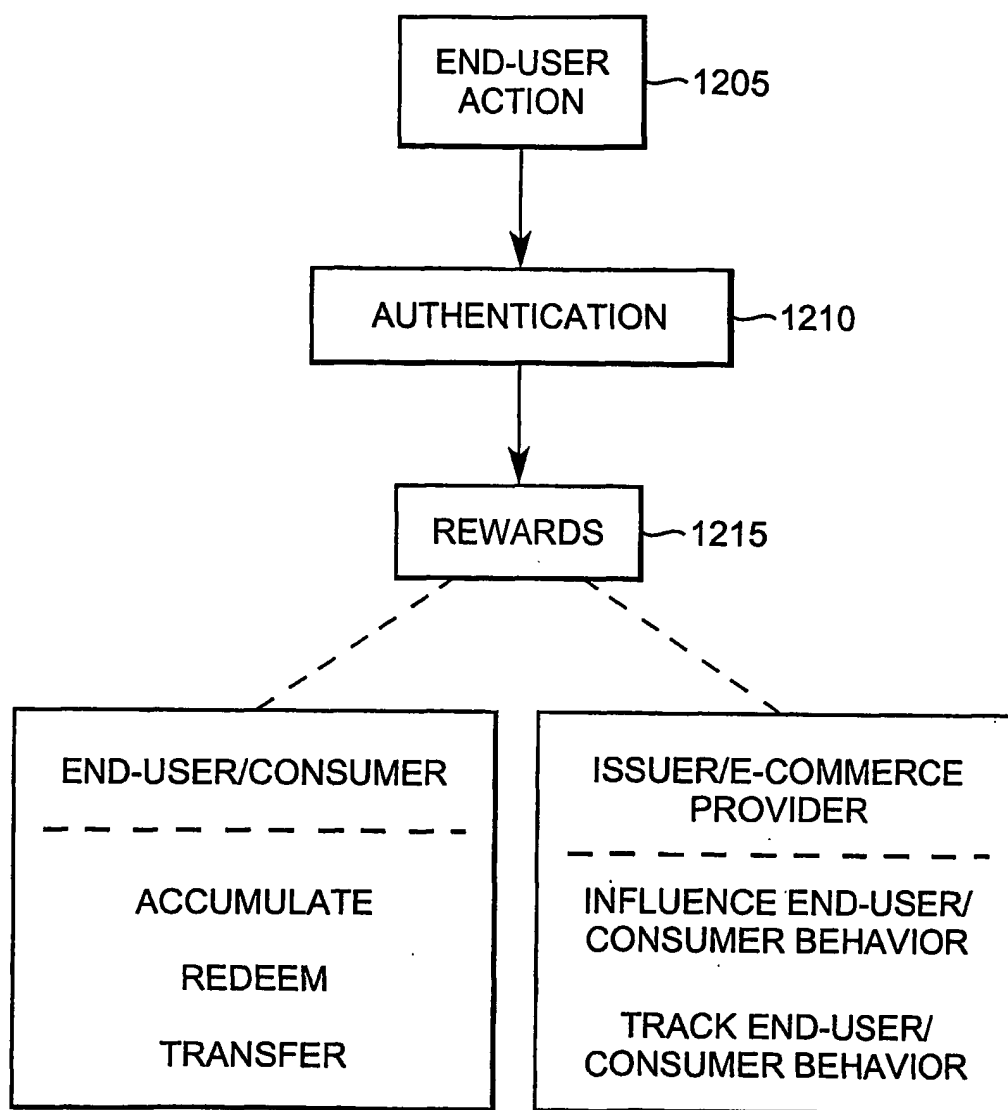 END-USER
ACTION
1205
AUTHENTICATION
1210
REWARDS
1215
END-USER/CONSUMER
ACCUMULATE
REDEEM
TRANSFER
ISSUER/E-COMMERCE
PROVIDER
INFLUENCE END-USER/
CONSUMER BEHAVIOR
TRACK END-USER/
CONSUMER BEHAVIOR